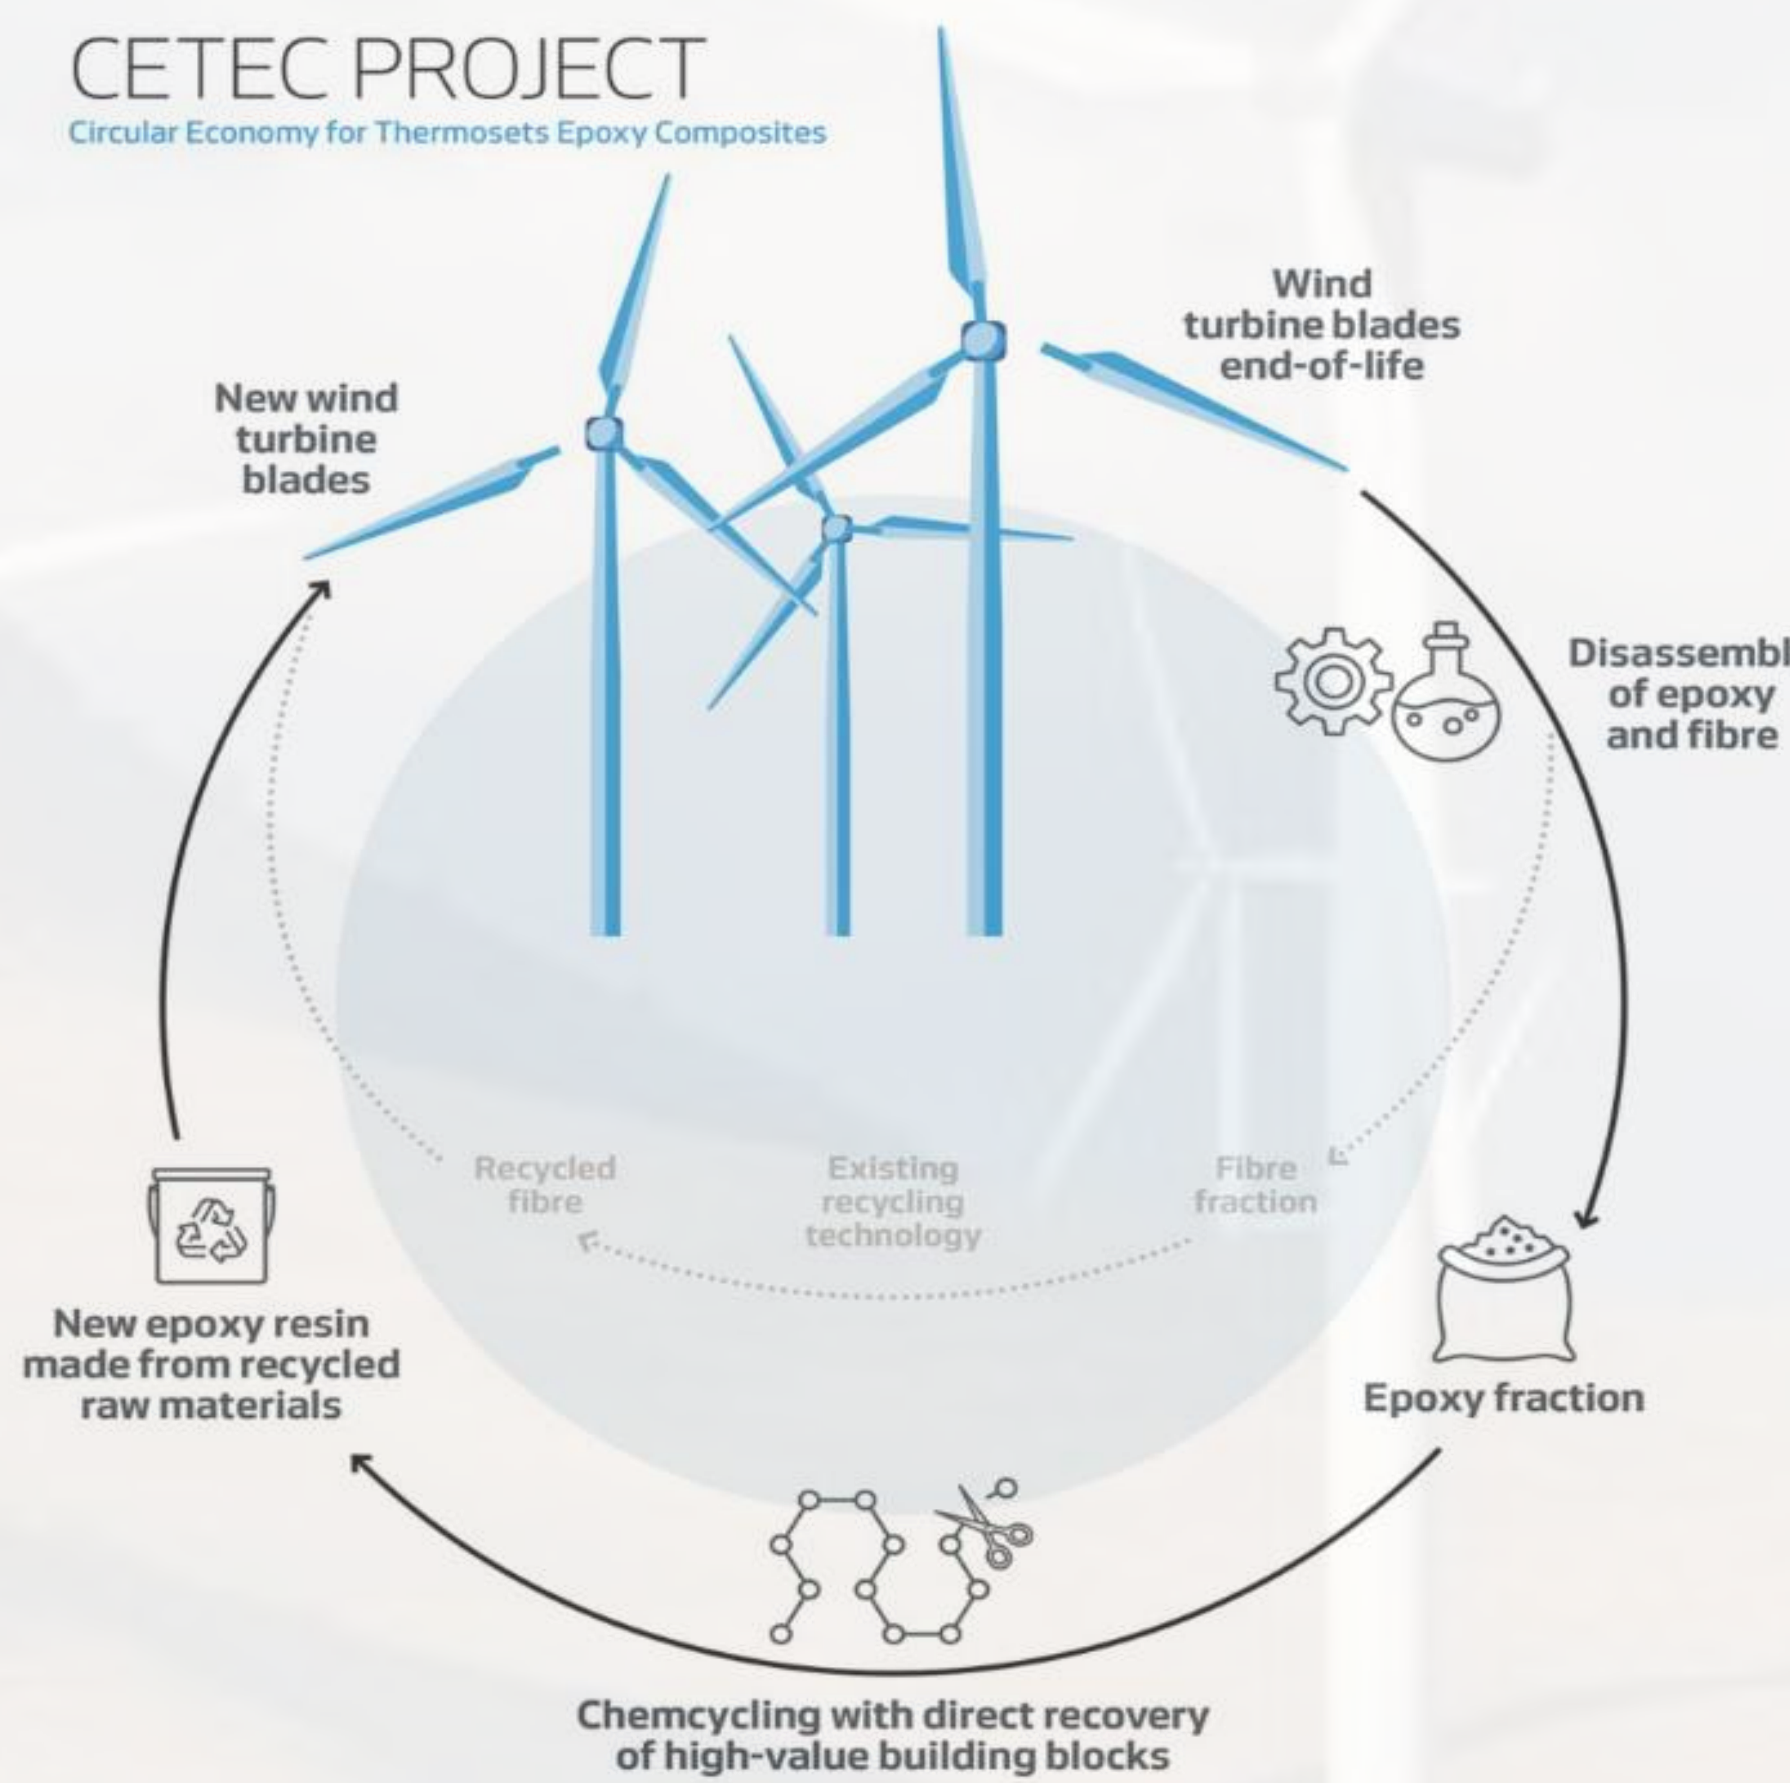 CETEC PROJECT
Circular Economy for Thermosets Epoxy Composites
Wind
turbine blades
end-of-life
New wind
turbine
blades
Disassembl
of epoxy
and fibre
Recycled
fibre
Existing
recycling
technology
Fibre
fraction
New epoxy resin
made from recycled
raw materials
Epoxy fraction
Chemcycling with direct recovery
of high-value building blocks